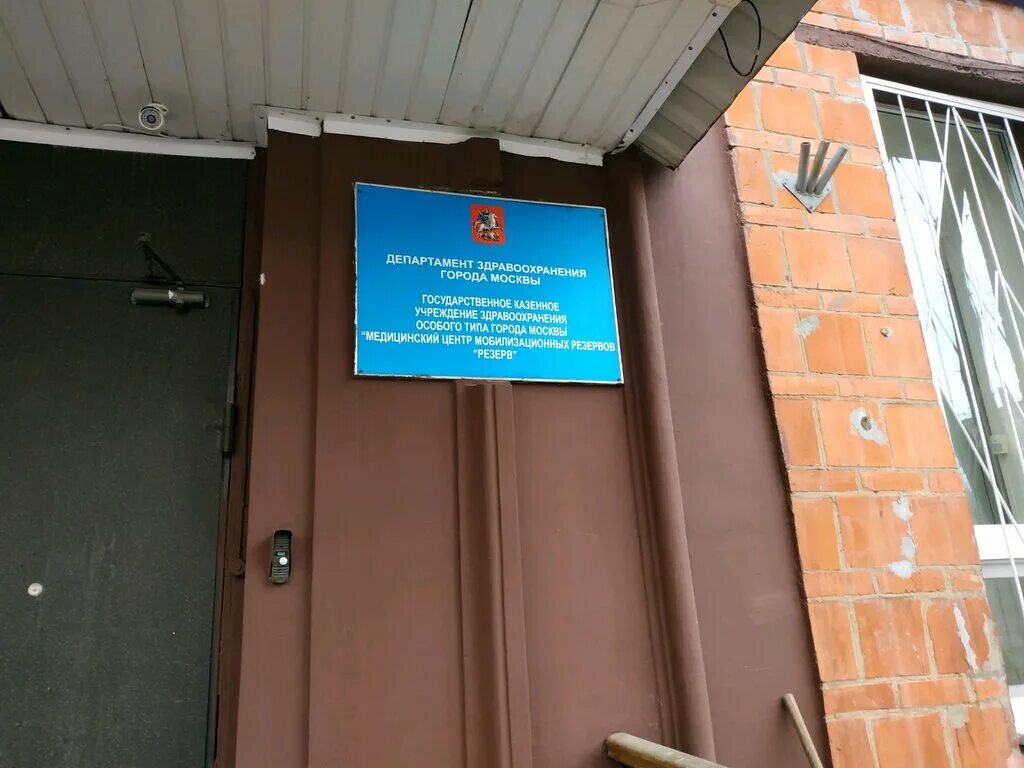 ДЕПАРТАМЕНТ ЗДРАВООХРАНЕНИЯ
ГОРОДА МОСКВЫ
ГОСУДАРСТВЕННОЕ КАЗЕННОЕ
УЧРЕЖДЕНИЕ ЗДРАВООХРАНЕНИЯ
ОСОБОГО ТИПА ГОРОДА МОСКВЫ
“МЕДИЦИНСКИЙ ЦЕНТР МОБИЛИЗАЦИОННЫХ РЕЗЕРВОВ
“РЕЗЕРВ”